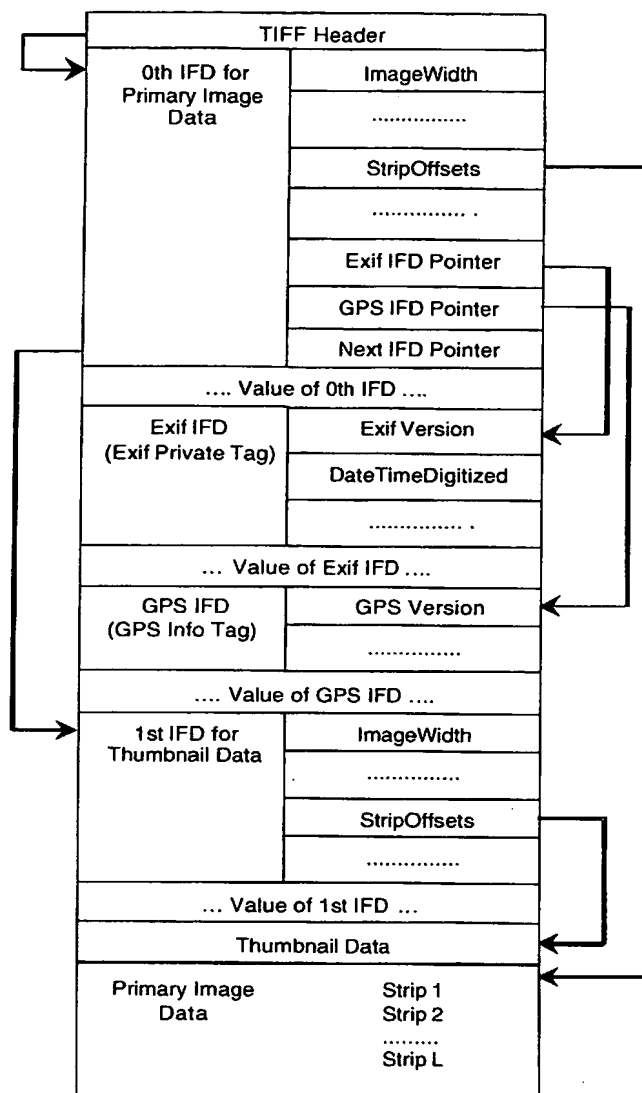 TIFF Header
0th IFD for
Primary Image
Data
ImageWidth
...............
StripOffsets
............... .
Exif IFD Pointer
GPS IFD Pointer
Next IFD Pointer
.... Value of 0th IFD ....
Exif IFD
(Exif Private Tag)
Exif Version
DateTimeDigitized
............... .
... Value of Exif IFD ....
GPS IFD
(GPS Info Tag)
GPS Version
...............
.... Value of GPS IFD ....
1st IFD for
Thumbnail Data
ImageWidth
...............
StripOffsets
...............
... Value of 1st IFD ...
Thumbnail Data
Primary Image
Data
Strip 1
Strip 2
.........
Strip L